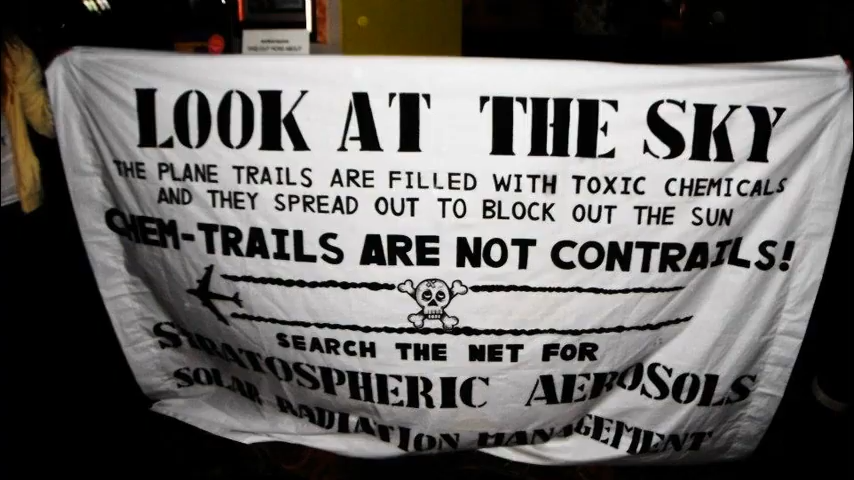 LOOK AT THE SKY
THE PLANE TRAILS ARE FILLED WITH TOXIC CHEMICALS
AND THEY SPREAD OUT TO BLOCK OUT THE SUN
CHEM-TRAILS ARE NOT CONTRAILS!
SEARCH THE NET FOR
STRATOSPHERIC AEROSOLS
SOLAR RADIATION MANAGEMENT